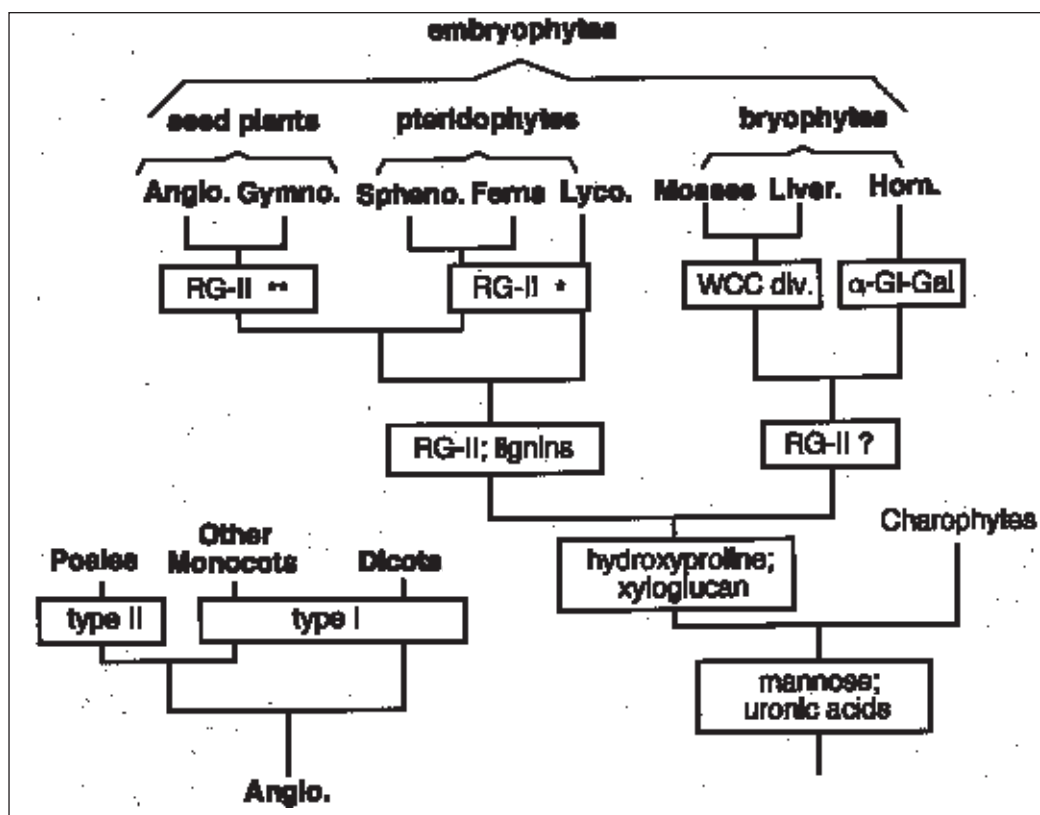 embryophytes
seed plants pteridophytes bryophytes
Angio. Gymno. Spheno. Ferns Lyco. Mosses Liver. Horn.
RG-II ** RG-II * WCC div. α-Gl-Gal
RG-II; lignins RG-II ?
Charophytes
hydroxyproline;
xyloglucan
Other
Poales Monocots Dicots
type II type I
mannose;
uronic acids
Angio.